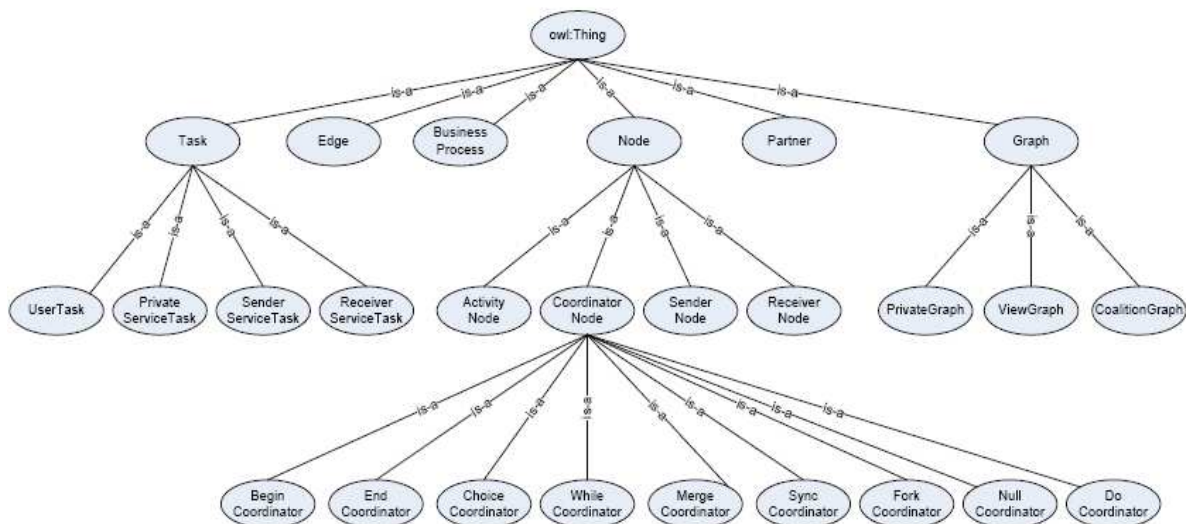 owl:Thing
is-a
is-a
is-a
is-a
is-a
is-a
Task
Edge
Business
Process
Node
Partner
Graph
is-a
is-a
is-a
is-a
is-a
is-a
is-a
is-a
is-a
is-a
is-a
UserTask
Private
ServiceTask
Sender
ServiceTask
Receiver
ServiceTask
Activity
Node
Coordinator
Node
Sender
Node
Receiver
Node
PrivateGraph
ViewGraph
CoalitionGraph
is-a
is-a
is-a
is-a
is-a
is-a
is-a
is-a
is-a
Begin
Coordinator
End
Coordinator
Choice
Coordinator
While
Coordinator
Merge
Coordinator
Sync
Coordinator
Fork
Coordinator
Null
Coordinator
Do
Coordinator